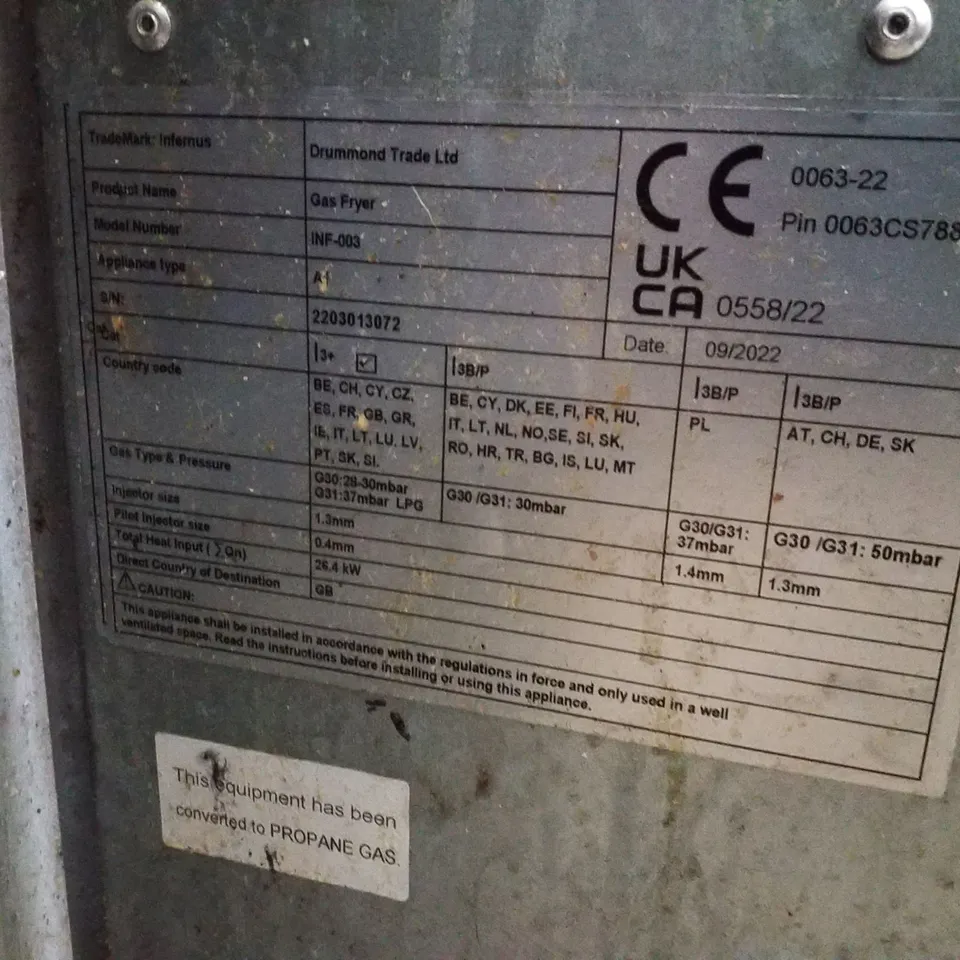 TradeMark: Infernus
Drummond Trade Ltd
Product Name
Gas Fryer
Model Number
INF-003
Appliance type
A1
S/N:
2203013072
CE
0063-22
Pin 0063CS788
UK
CA 0558/22
Date.
09/2022
Cat
I3+
I3B/P
I3B/P
I3B/P
Country code
BE, CH, CY, CZ,
ES, FR, GB, GR,
IE, IT, LT, LU, LV,
PT, SK, SI.
BE, CY, DK, EE, FI, FR, HU,
IT, LT, NL, NO,SE, SI, SK,
RO, HR, TR, BG, IS, LU, MT
PL
AT, CH, DE, SK
Gas Type & Pressure
G30:28-30mbar
G31:37mbar LPG
G30 /G31: 30mbar
G30/G31:
37mbar
G30 /G31: 50mbar
Injector size
1.3mm
1.4mm
1.3mm
Pilot Injector size
0.4mm
Total Heat Input ( ∑Qn)
26.4 kW
Direct Country of Destination
GB
CAUTION:
This appliance shall be installed in accordance with the regulations in force and only used in a well
ventilated space. Read the instructions before installing or using this appliance.
This equipment has been
converted to PROPANE GAS.